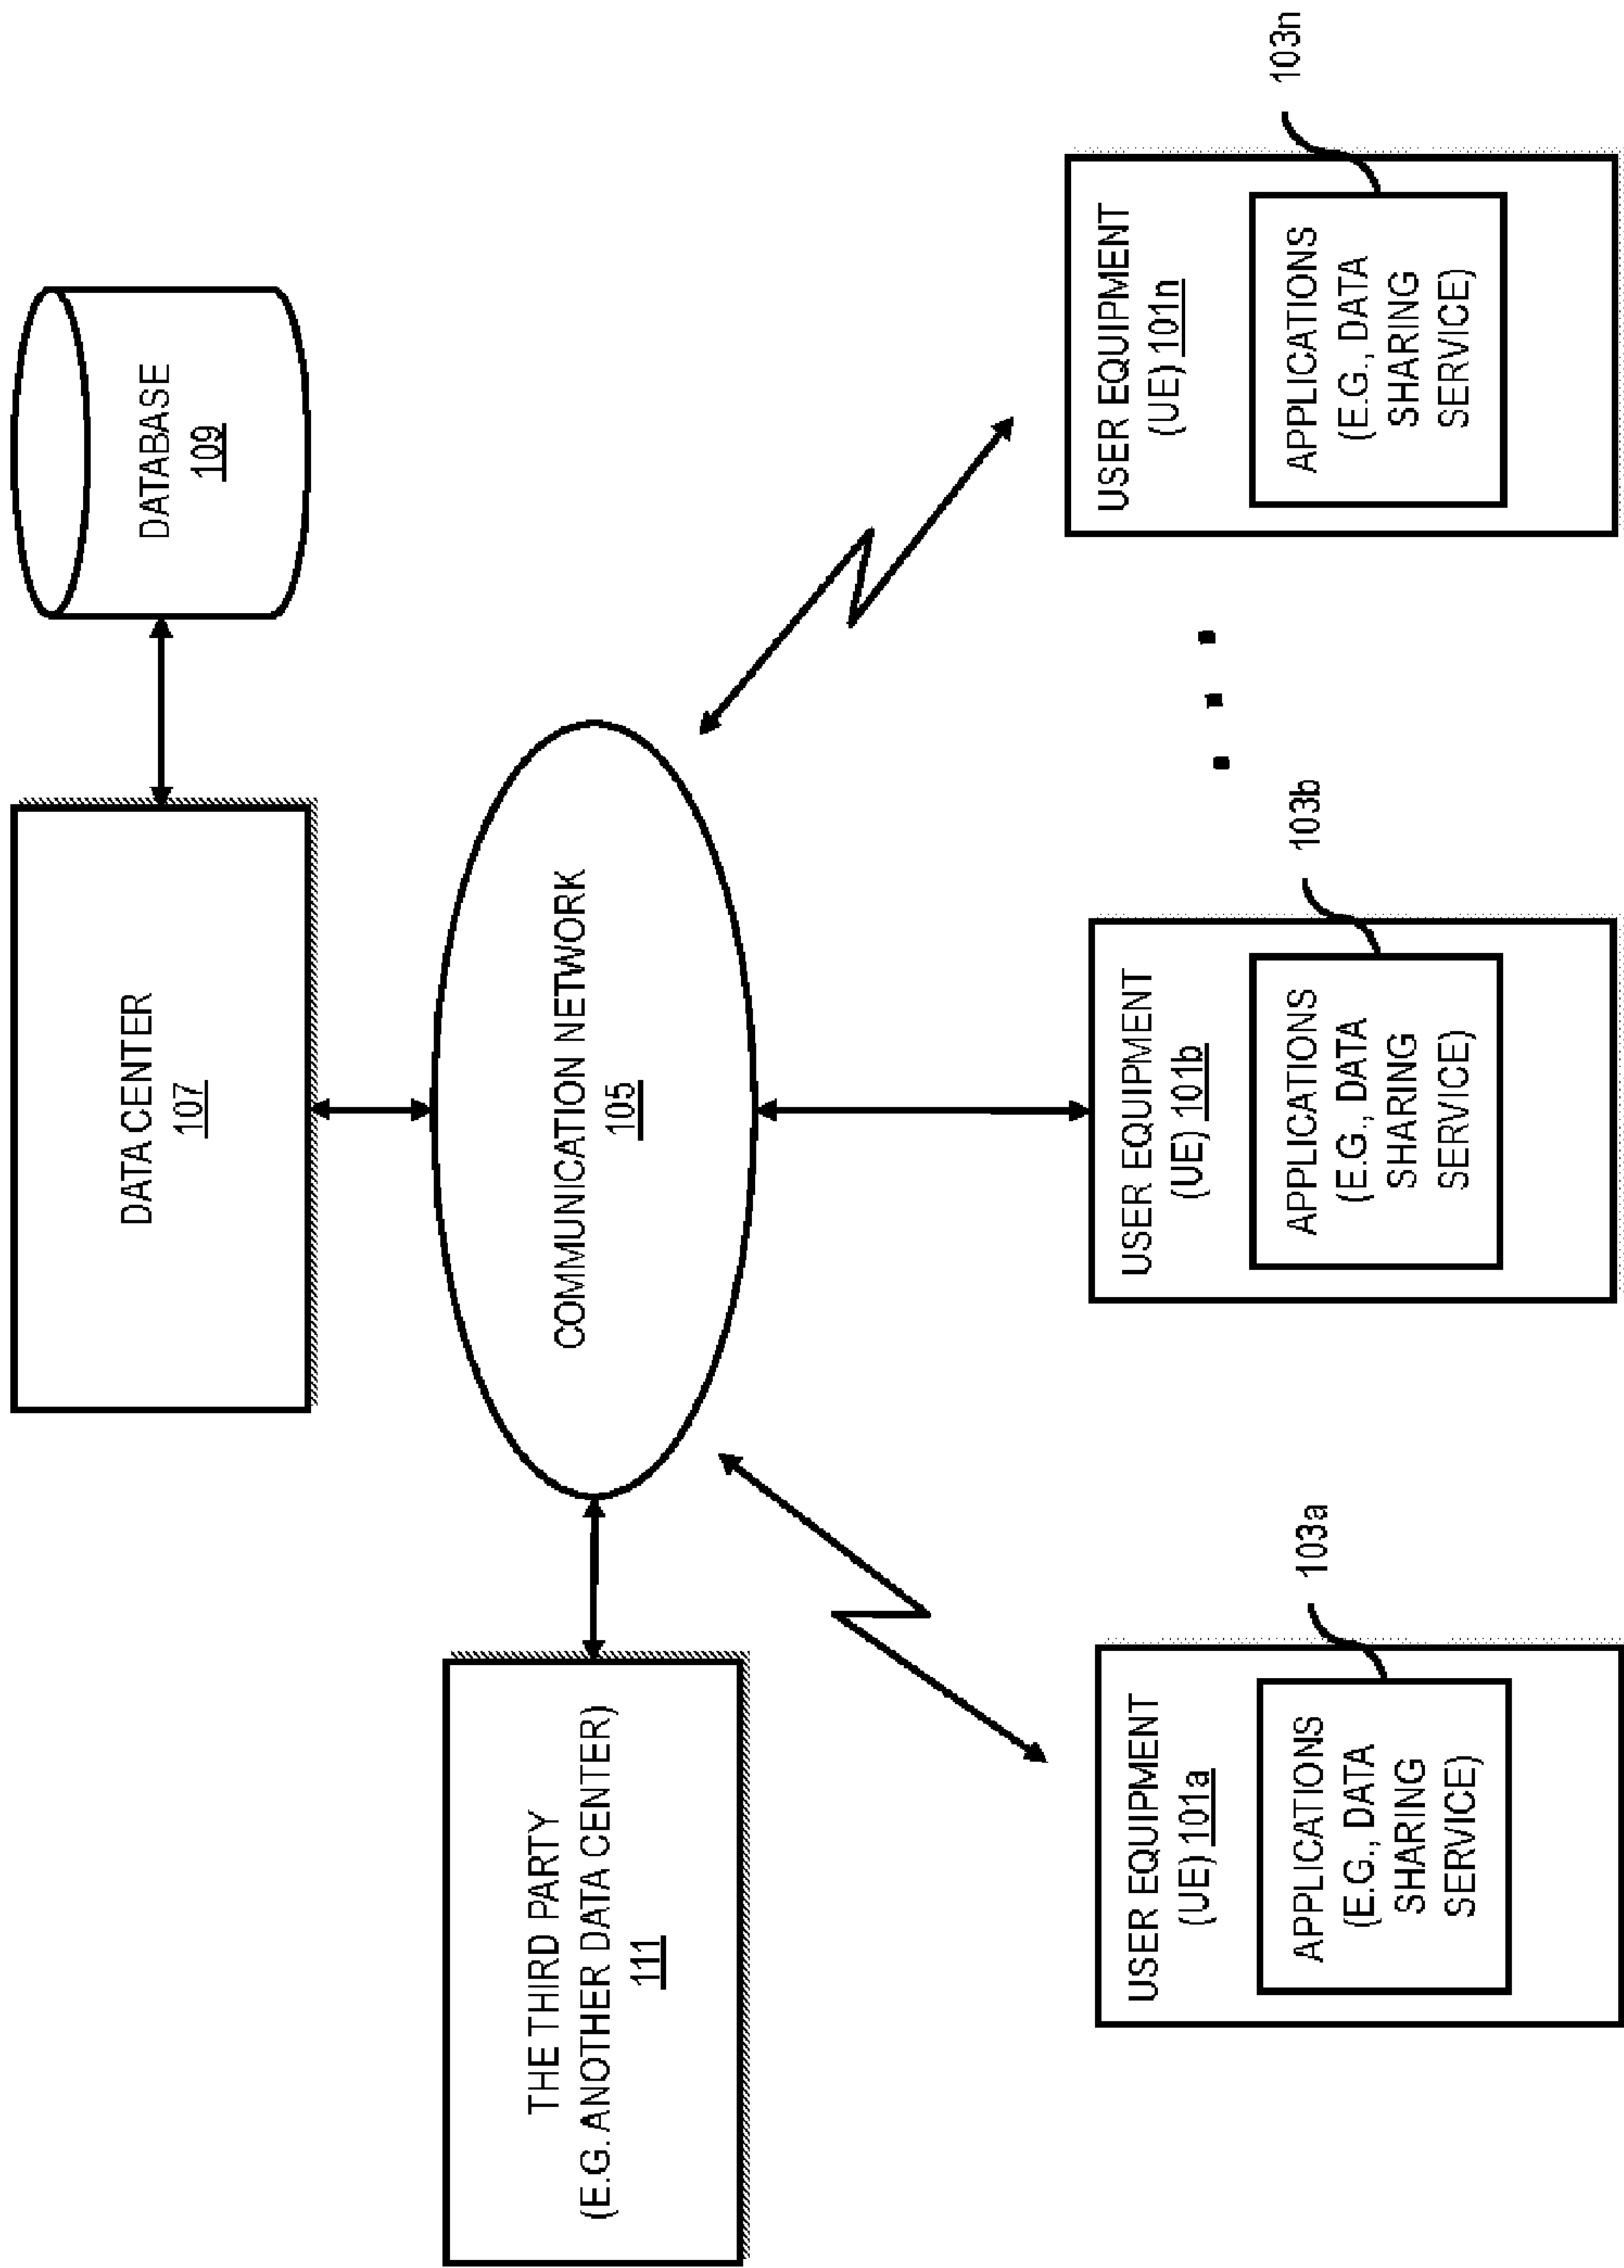 DATA CENTER
107
DATABASE
109
THE THIRD PARTY
(E.G. ANOTHER DATA CENTER)
111
COMMUNICATION NETWORK
105
USER EQUIPMENT
(UE) 101a
APPLICATIONS
(E.G., DATA
SHARING
SERVICE)
103a
USER EQUIPMENT
(UE) 101b
APPLICATIONS
(E.G., DATA
SHARING
SERVICE)
103b
USER EQUIPMENT
(UE) 101n
APPLICATIONS
(E.G., DATA
SHARING
SERVICE)
103n